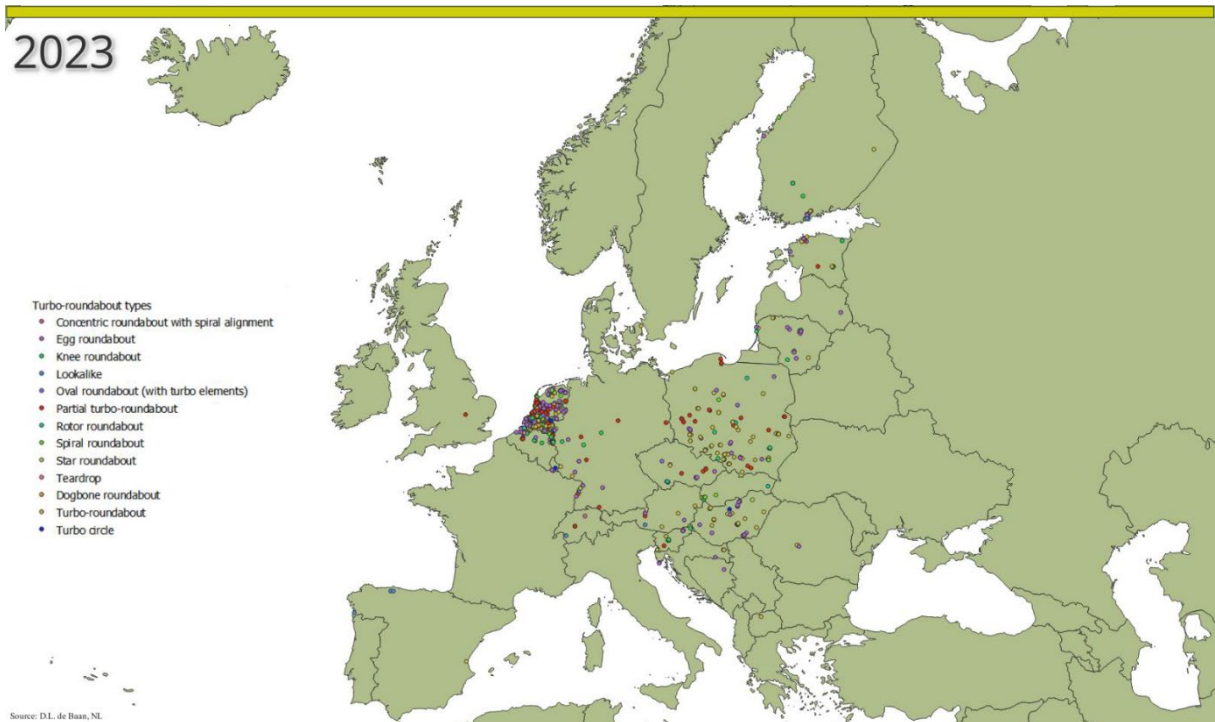 2023
Turbo-roundabout types
Concentric roundabout with spiral alignment
Egg roundabout
Knee roundabout
Lookalike
Oval roundabout (with turbo elements)
Partial turbo-roundabout
Rotor roundabout
Spiral roundabout
Star roundabout
Teardrop
Dogbone roundabout
Turbo-roundabout
Turbo circle
Source: D.L. de Baan, NL